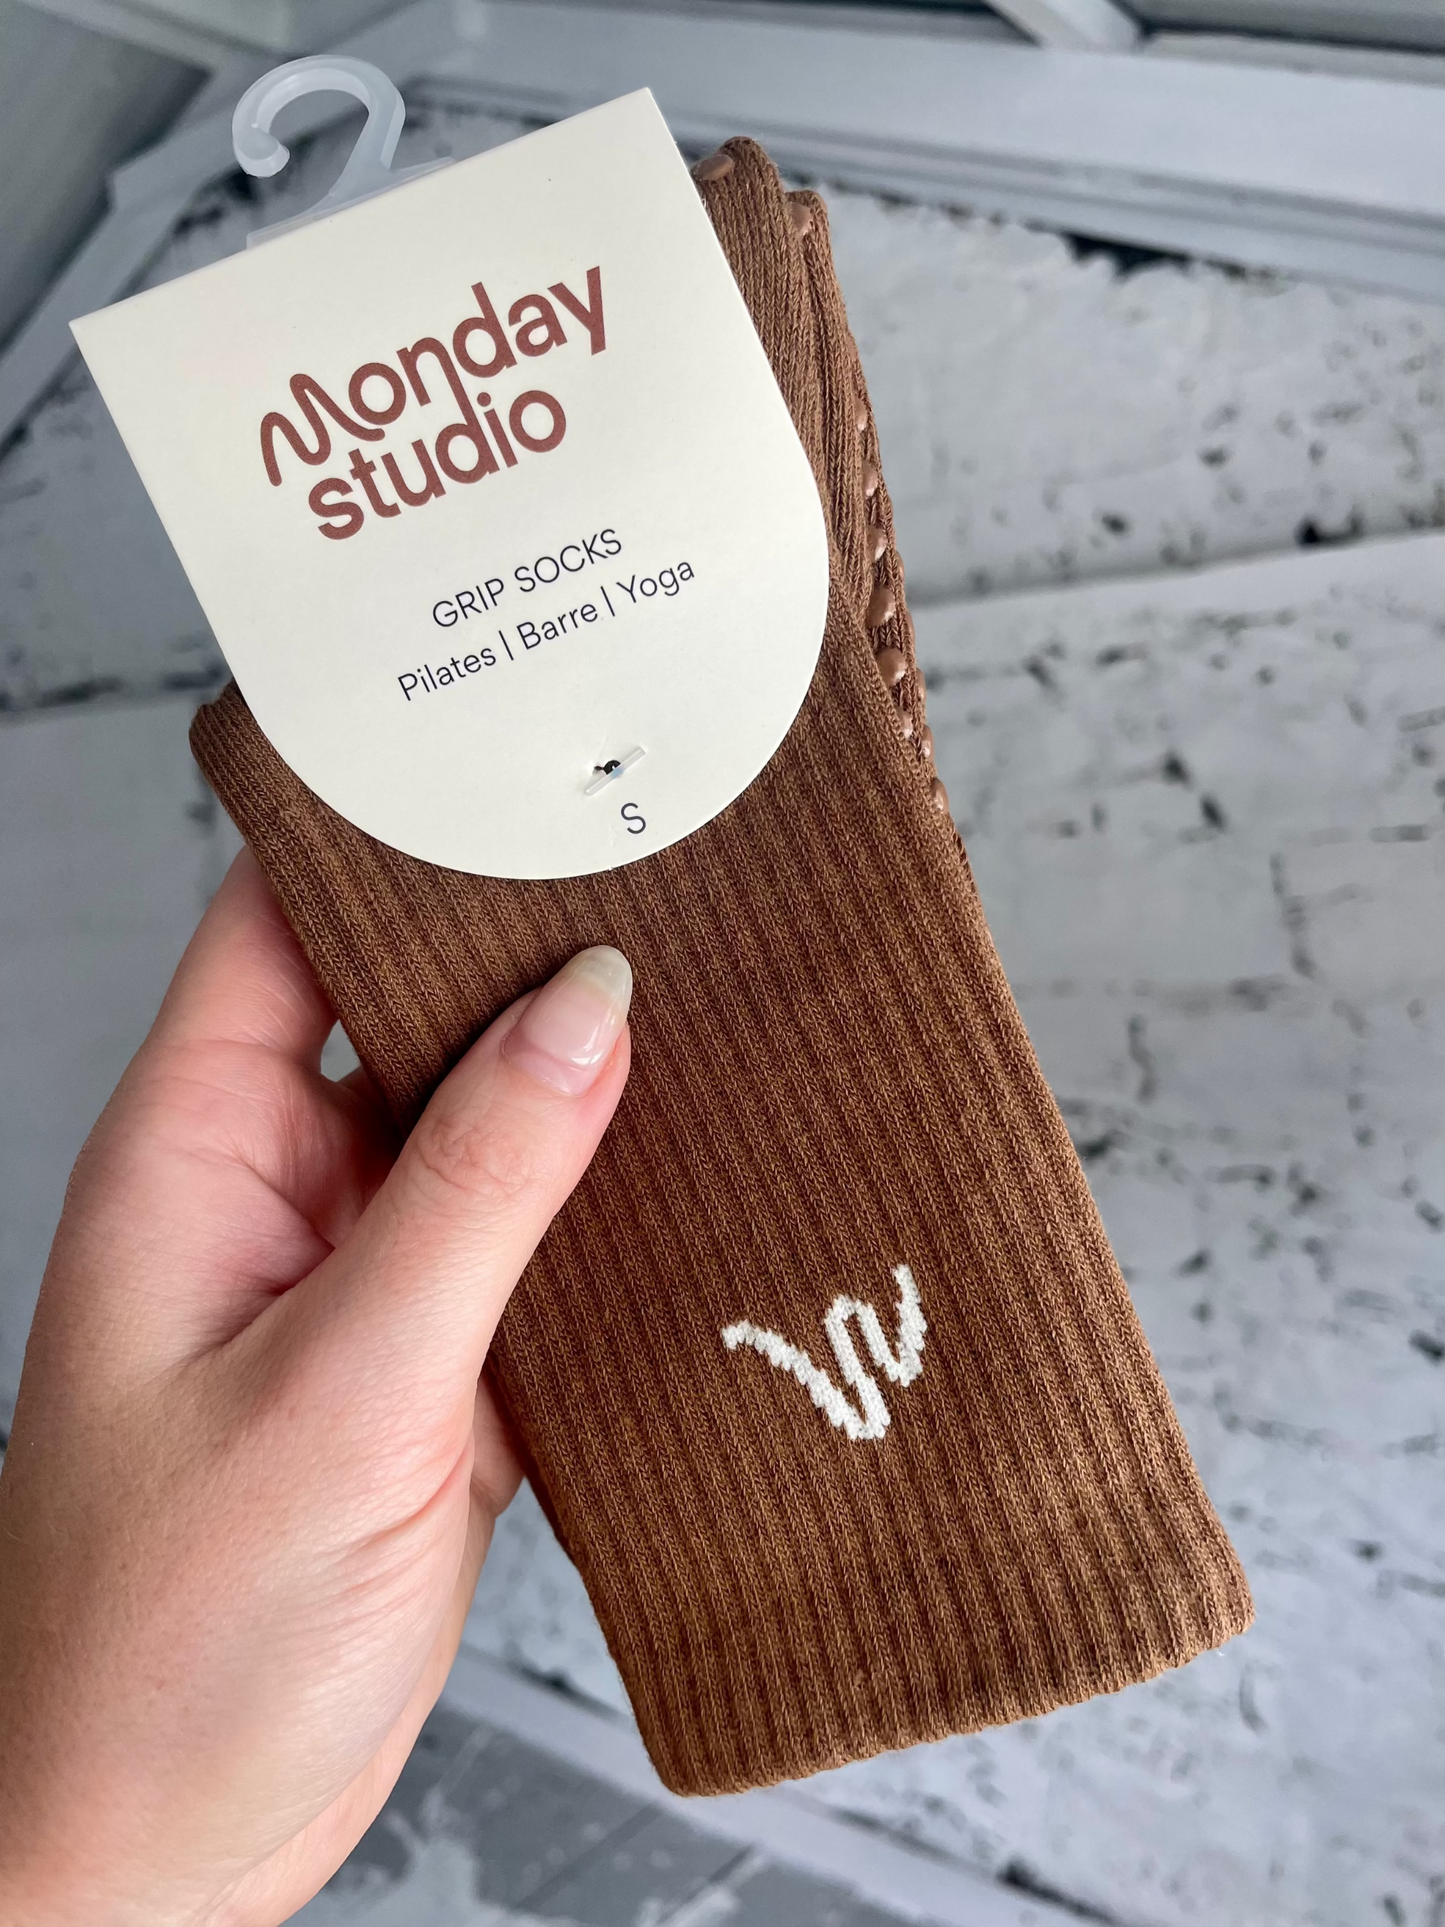 Monday
studio
GRIP SOCKS
Pilates | Barre | Yoga
S